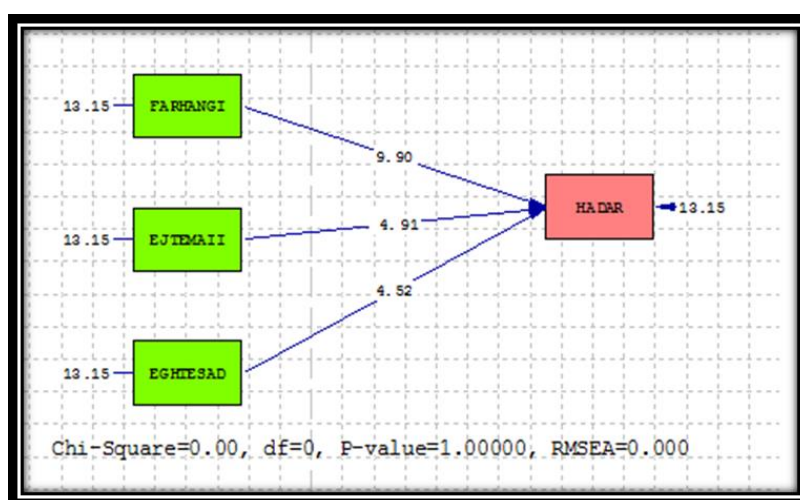 13.15 FARHANGI
9.90
HADAR 13.15
13.15 EJTEMAII
4.91
4.52
13.15 EGHTESAD
Chi-Square=0.00, df=0, P-value=1.00000, RMSEA=0.000